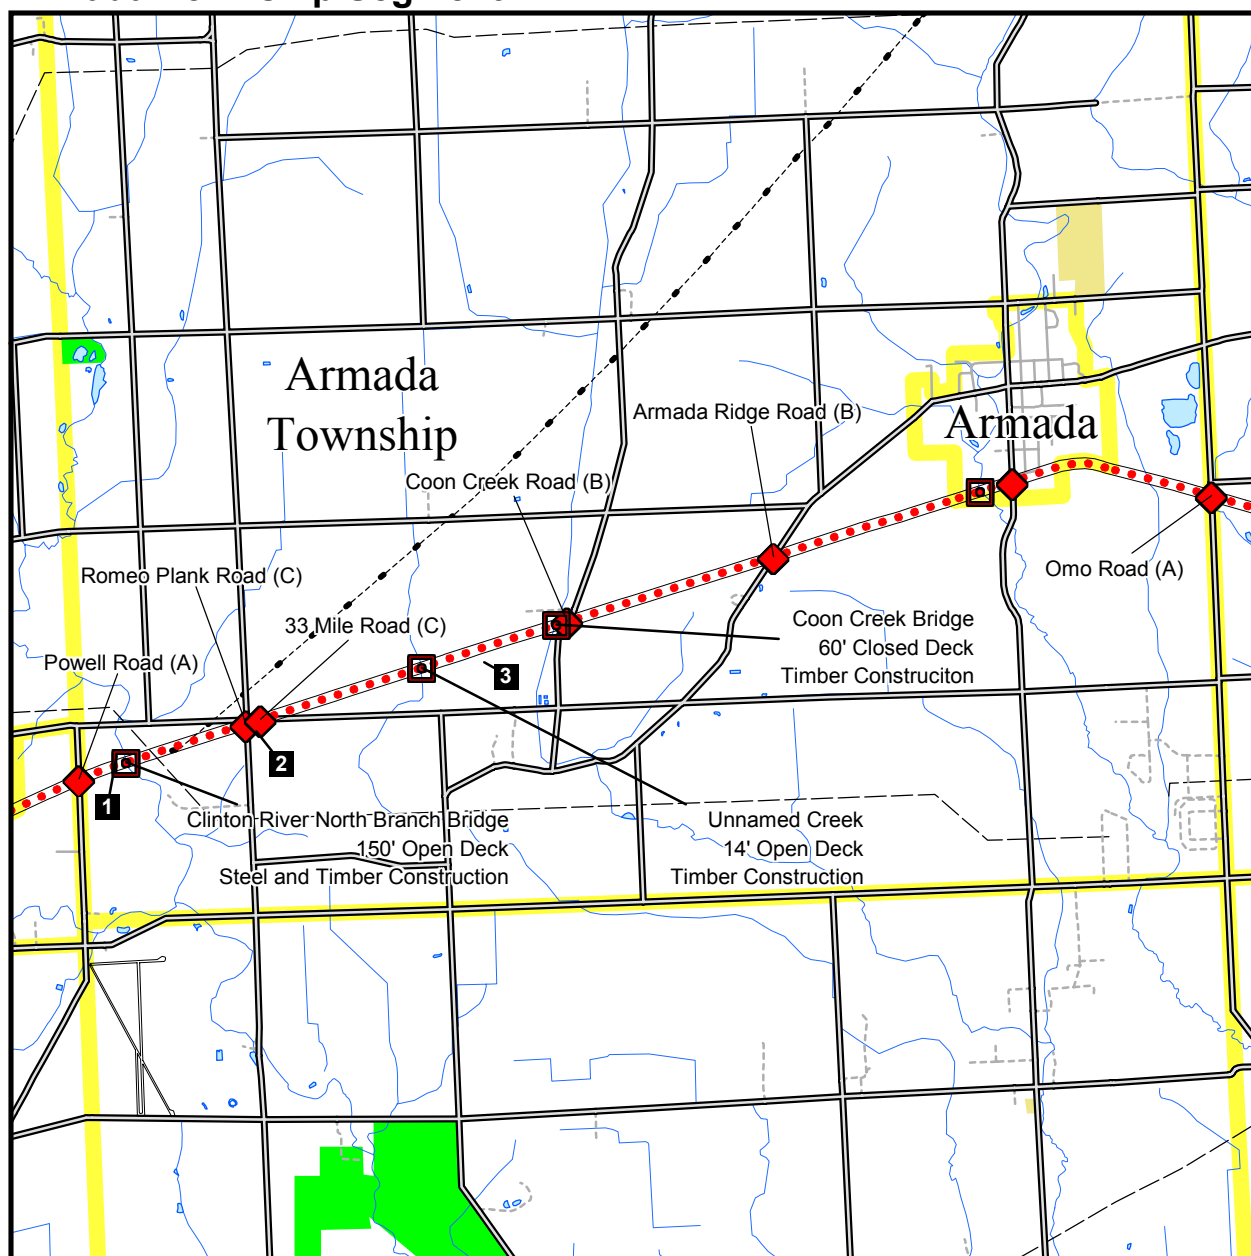 Armada
Township
Armada Ridge Road (B)
Armada
Coon Creek Road (B)
Romeo Plank Road (C)
Omo Road (A)
33 Mile Road (C)
Coon Creek Bridge
60' Closed Deck
Timber Construciton
Powell Road (A)
3
2
1
Clinton River North Branch Bridge
150' Open Deck
Steel and Timber Construction
Unnamed Creek
14' Open Deck
Timber Construction